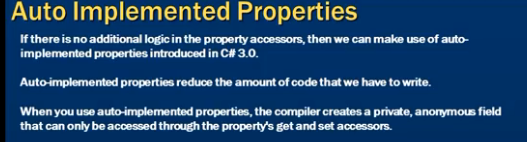 Auto Implemented Properties
If there is no additional logic in the property accessors, then we can make use of auto-
implemented properties introduced in C# 3.0.
Auto-implemented properties reduce the amount of code that we have to write.
When you use auto-implemented properties, the compiler creates a private, anonymous field
that can only be accessed through the property's get and set accessors.